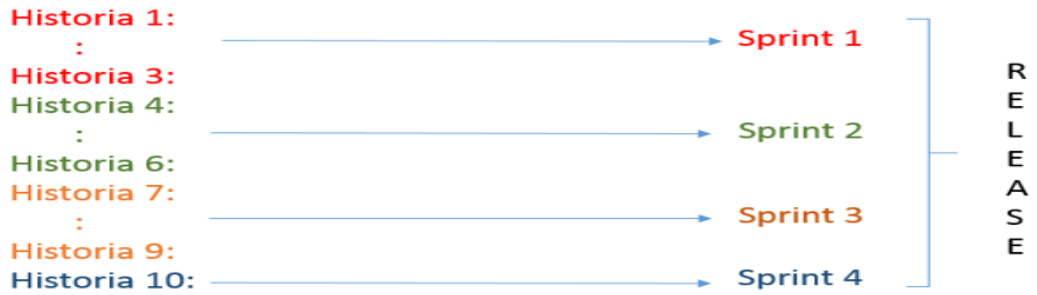 Historia 1:
:
Historia 3:
Historia 4:
:
Historia 6:
Historia 7:
:
Historia 9:
Historia 10:
Sprint 1
Sprint 2
Sprint 3
Sprint 4
RELEASE